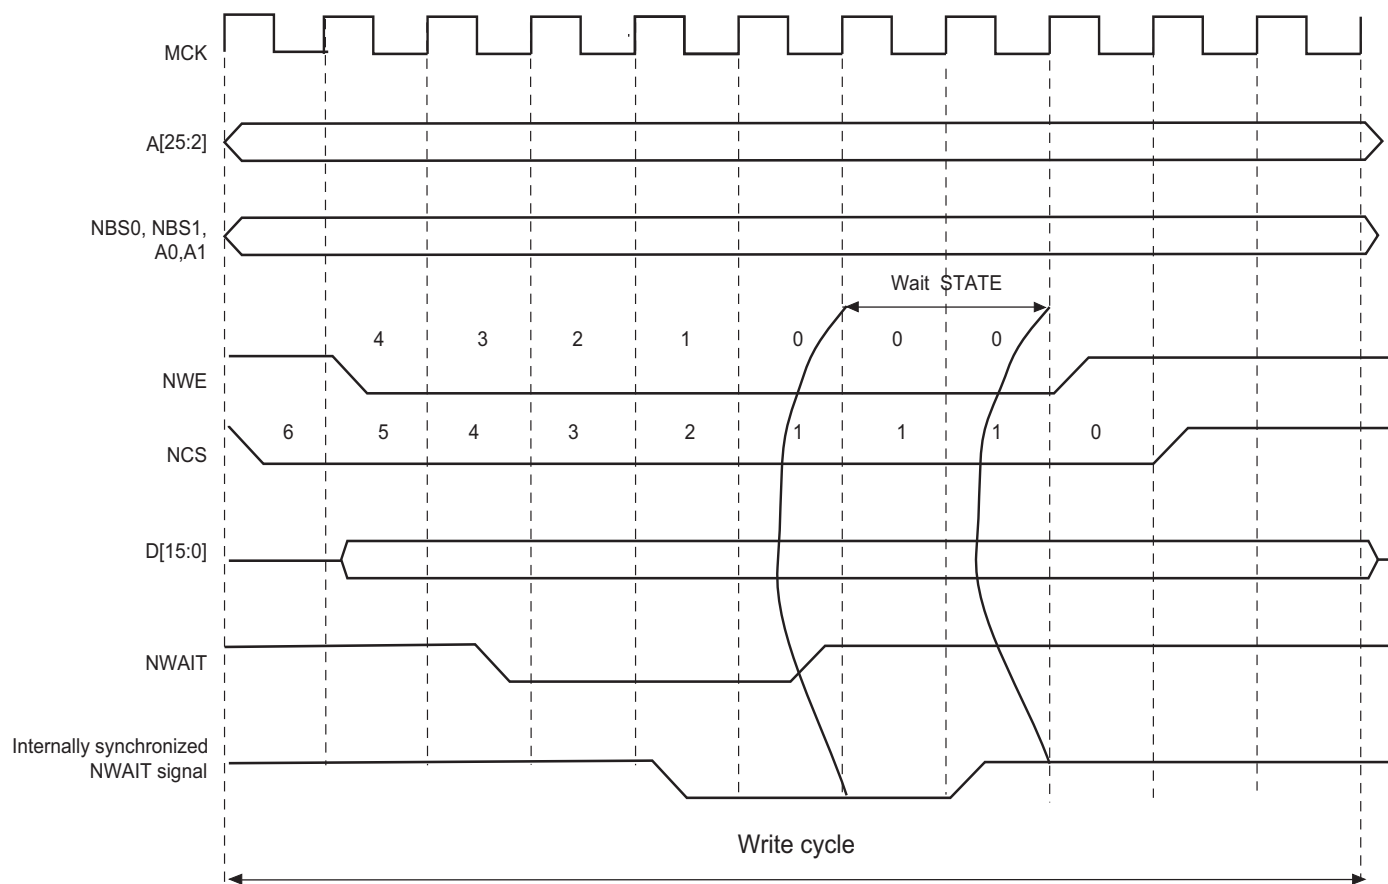 MCK
A[25:2]
NBS0, NBS1,
A0,A1
Wait STATE
4 3 2 1 0 0 0
NWE
6 5 4 3 2 1 1 1 0
NCS
D[15:0]
NWAIT
Internally synchronized
NWAIT signal
Write cycle